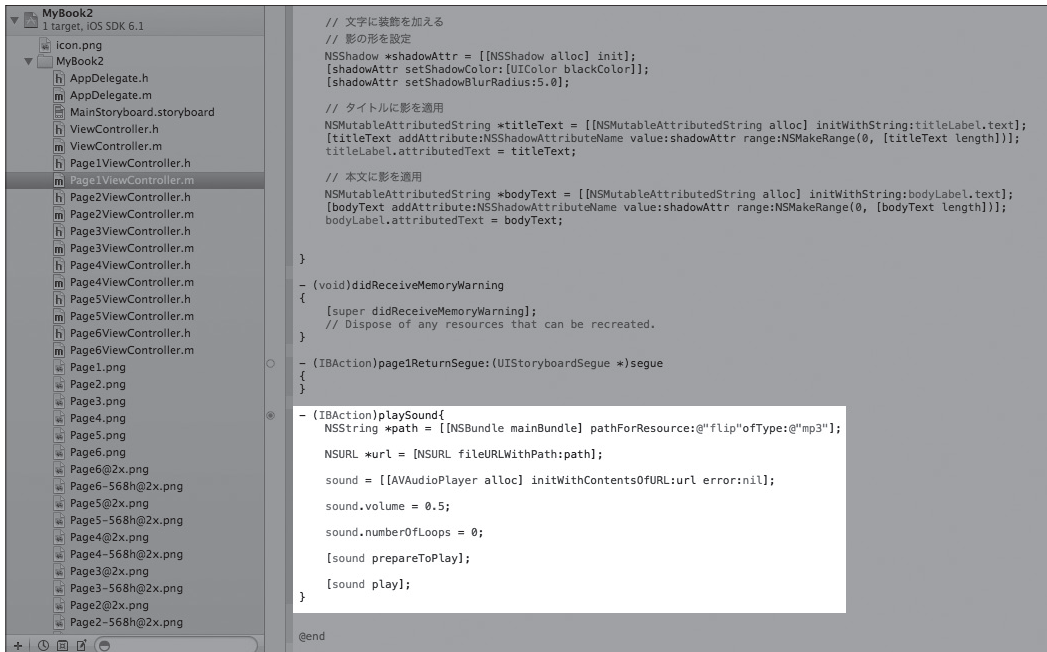 MyBook2
1 target, iOS SDK 6.1
icon.png
MyBook2
AppDelegate.h
AppDelegate.m
MainStoryboard.storyboard
ViewController.h
ViewController.m
Page1ViewController.h
Page1ViewController.m
Page2ViewController.h
Page2ViewController.m
Page3ViewController.h
Page3ViewController.m
Page4ViewController.h
Page4ViewController.m
Page5ViewController.h
Page5ViewController.m
Page6ViewController.h
Page6ViewController.m
Page1.png
Page2.png
Page3.png
Page4.png
Page5.png
Page6.png
Page6@2x.png
Page6-568h@2x.png
Page5@2x.png
Page5-568h@2x.png
Page4@2x.png
Page4-568h@2x.png
Page3@2x.png
Page3-568h@2x.png
Page2@2x.png
Page2-568h@2x.png
// 文字に装飾を加える
// 影の形を設定
NSShadow *shadowAttr = [[NSShadow alloc] init];
[shadowAttr setShadowColor:[UIColor blackColor]];
[shadowAttr setShadowBlurRadius:5.0];
// タイトルに影を適用
NSMutableAttributedString *titleText = [[NSMutableAttributedString alloc] initWithString:titleLabel.text];
[titleText addAttribute:NSShadowAttributeName value:shadowAttr range:NSMakeRange(0, [titleText length])];
titleLabel.attributedText = titleText;
// 本文に影を適用
NSMutableAttributedString *bodyText = [[NSMutableAttributedString alloc] initWithString:bodyLabel.text];
[bodyText addAttribute:NSShadowAttributeName value:shadowAttr range:NSMakeRange(0, [bodyText length])];
bodyLabel.attributedText = bodyText;
}
- (void)didReceiveMemoryWarning
{
[super didReceiveMemoryWarning];
// Dispose of any resources that can be recreated.
}
- (IBAction)page1ReturnSegue:(UIStoryboardSegue *)segue
{
}
- (IBAction)playSound{
NSString *path = [[NSBundle mainBundle] pathForResource:@"flip"ofType:@"mp3"];
NSURL *url = [NSURL fileURLWithPath:path];
sound = [[AVAudioPlayer alloc] initWithContentsOfURL:url error:nil];
sound.volume = 0.5;
sound.numberOfLoops = 0;
[sound prepareToPlay];
[sound play];
}
@end